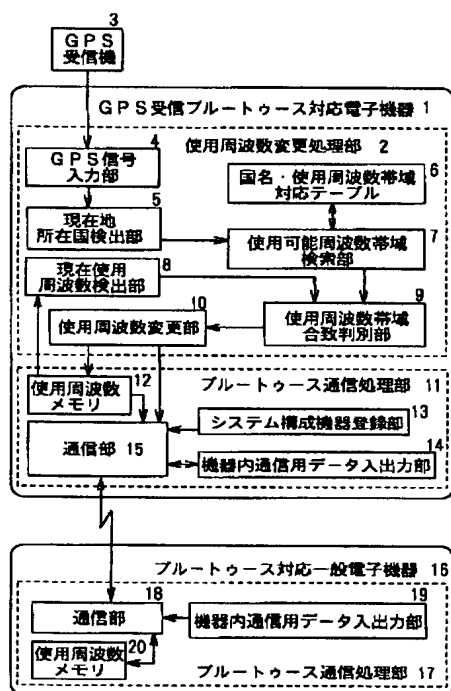 3
GPS
受信機
GPS受信ブルートゥース対応電子機器 1
使用周波数変更処理部 2
4
GPS信号
入力部
6
国名・使用周波数帯域
対応テーブル
5
現在地
所在国検出部
7
使用可能周波数帯域
検索部
8
現在使用
周波数検出部
9
使用周波数帯域
合致判別部
10
使用周波数変更部
ブルートゥース通信処理部 11
12
使用周波数
メモリ
13
システム構成機器登録部
14
機器内通信用データ入出力部
通信部 15
ブルートゥース対応一般電子機器 16
18
通信部
19
機器内通信用データ入出力部
20
使用周波数
メモリ
ブルートゥース通信処理部 17